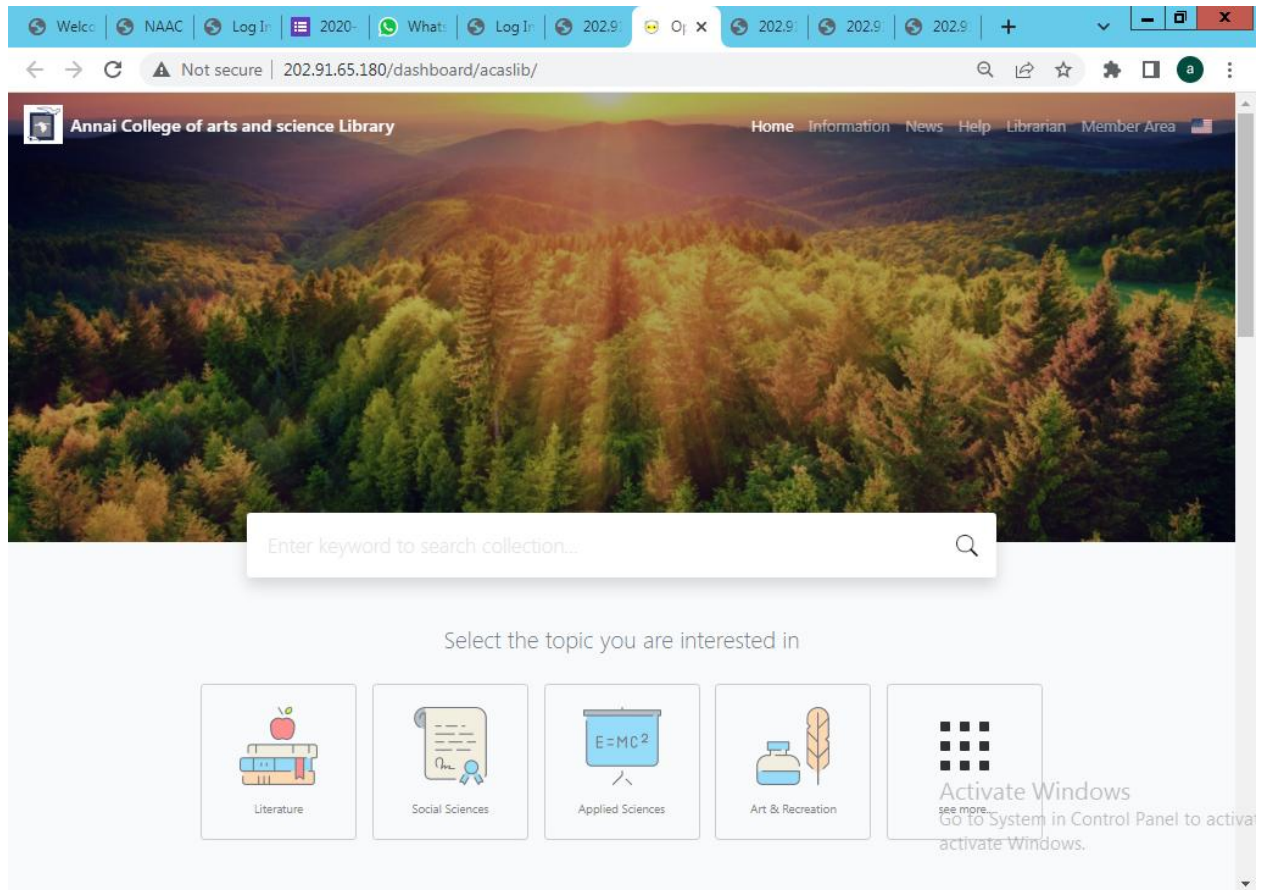 Welco NAAC Log In 2020- Whats Log In 202.91 Op 202.91 202.9 202.9
Not secure 202.91.65.180/dashboard/acaslib/ a
Annai College of arts and science Library Home Information News Help Librarian Member Area
Enter keyword to search collection...
Select the topic you are interested in
E=MC²
Literature Social Sciences Applied Sciences Art & Recreation see more...
Activate Windows
Go to System in Control Panel to activat
activate Windows.